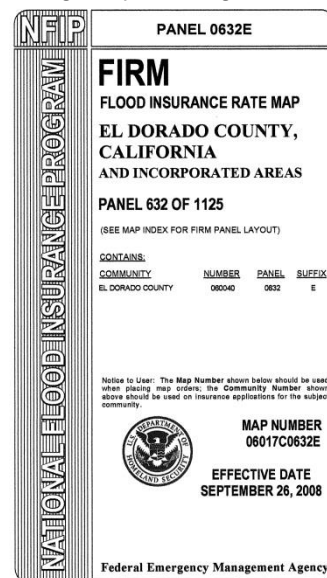 NFIP
PANEL 0632E
NATIONAL FLOOD INSURANCE PROGRAM
FIRM
FLOOD INSURANCE RATE MAP
EL DORADO COUNTY,
CALIFORNIA
AND INCORPORATED AREAS
PANEL 632 OF 1125
(SEE MAP INDEX FOR FIRM PANEL LAYOUT)
CONTAINS:
COMMUNITY NUMBER PANEL SUFFIX
EL DORADO COUNTY 060040 0632 E
Notice to User: The Map Number shown below should be used
when placing map orders; the Community Number shown
above should be used on insurance applications for the subject
community.
U.S. DEPARTMENT OF
HOMELAND SECURITY
MAP NUMBER
06017C0632E
EFFECTIVE DATE
SEPTEMBER 26, 2008
Federal Emergency Management Agency